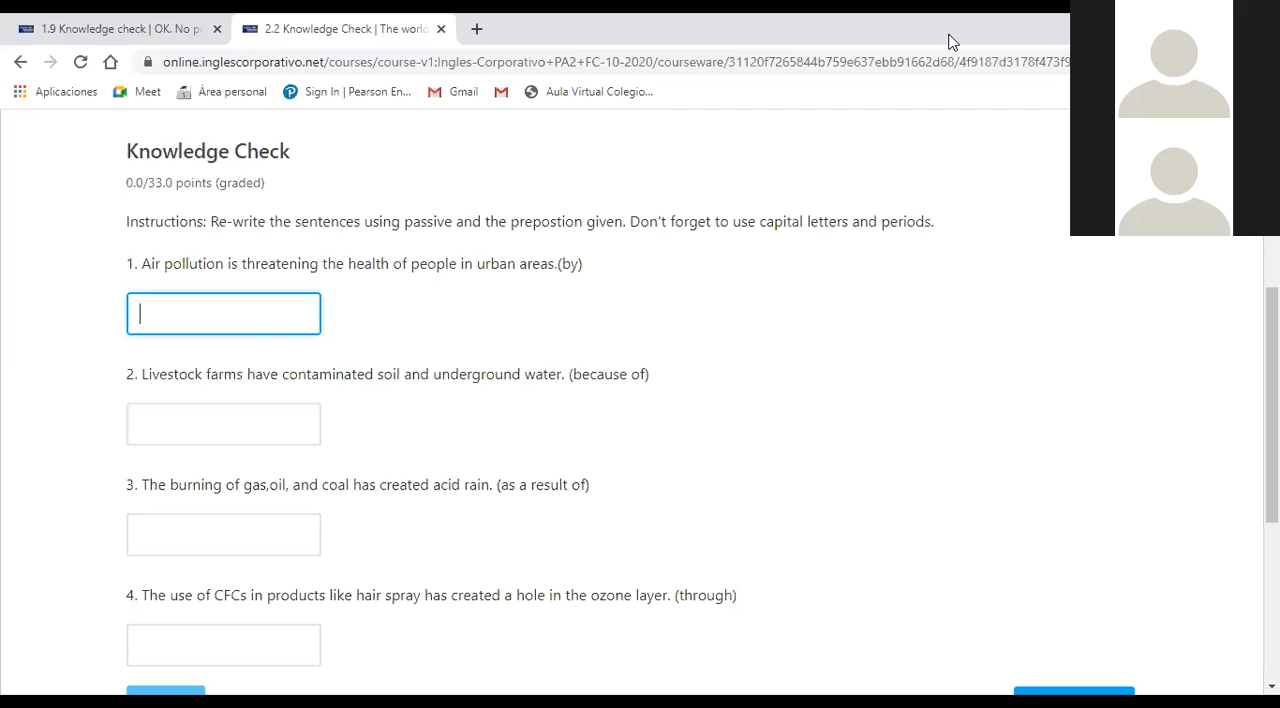 1.9 Knowledge check | OK. No p
2.2 Knowledge Check | The world
online.inglescorporativo.net/courses/course-v1:Ingles-Corporativo+PA2+FC-10-2020/courseware/31120f7265844b759e637ebb91662d68/4f9187d3178f473f9
Aplicaciones Meet Área personal Sign In | Pearson En... Gmail Aula Virtual Colegio...
Knowledge Check
0.0/33.0 points (graded)
Instructions: Re-write the sentences using passive and the prepostion given. Don't forget to use capital letters and periods.
1. Air pollution is threatening the health of people in urban areas.(by)
2. Livestock farms have contaminated soil and underground water. (because of)
3. The burning of gas,oil, and coal has created acid rain. (as a result of)
4. The use of CFCs in products like hair spray has created a hole in the ozone layer. (through)